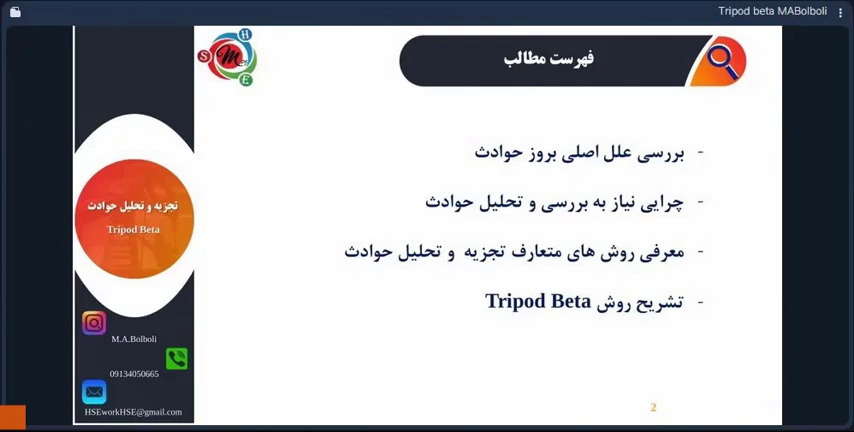 Tripod beta MABolboli
فهرست مطالب
S H E
- بررسی علل اصلی بروز حوادث
- چرایی نیاز به بررسی و تحلیل حوادث
- معرفی روش های متعارف تجزیه و تحلیل حوادث
- تشریح روش Tripod Beta
تجزیه و تحلیل حوادث
Tripod Beta
M.A.Bolboli
09134050665
HSEworkHSE@gmail.com
2